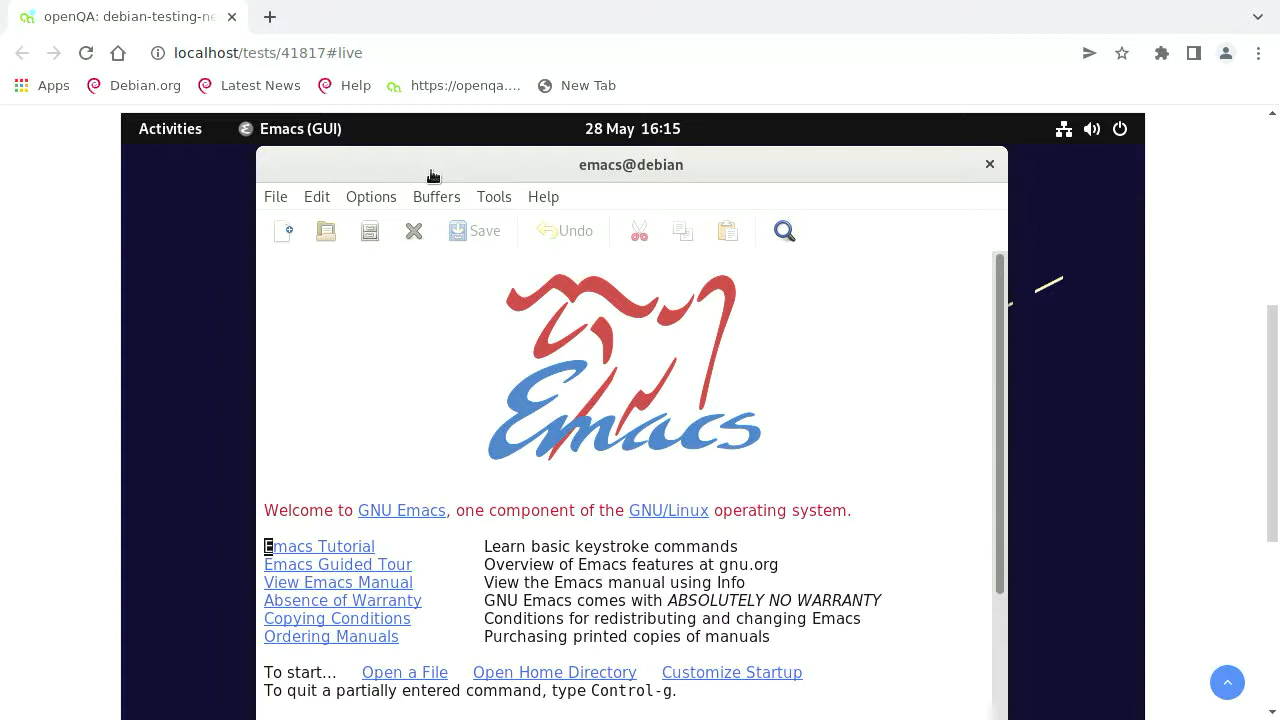 openQA: debian-testing-ne
localhost/tests/41817#live
Apps Debian.org Latest News Help https://openqa.... New Tab
Activities Emacs (GUI) 28 May 16:15
emacs@debian
File Edit Options Buffers Tools Help
Save Undo
Emacs
Welcome to GNU Emacs, one component of the GNU/Linux operating system.
Emacs Tutorial Learn basic keystroke commands
Emacs Guided Tour Overview of Emacs features at gnu.org
View Emacs Manual View the Emacs manual using Info
Absence of Warranty GNU Emacs comes with ABSOLUTELY NO WARRANTY
Copying Conditions Conditions for redistributing and changing Emacs
Ordering Manuals Purchasing printed copies of manuals
To start... Open a File Open Home Directory Customize Startup
To quit a partially entered command, type Control-g.